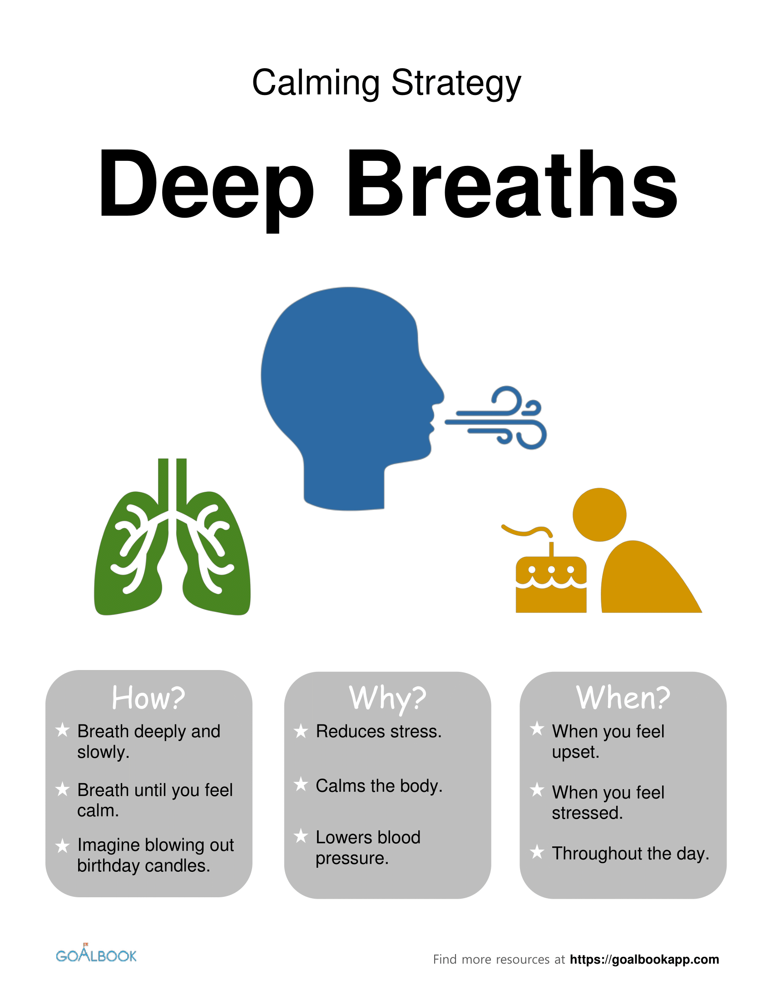 Calming Strategy
Deep Breaths
How?
Breath deeply and
slowly.
Breath until you feel
calm.
Imagine blowing out
birthday candles.
Why?
Reduces stress.
Calms the body.
Lowers blood
pressure.
When?
When you feel
upset.
When you feel
stressed.
Throughout the day.
GOALBOOK
Find more resources at https://goalbookapp.com